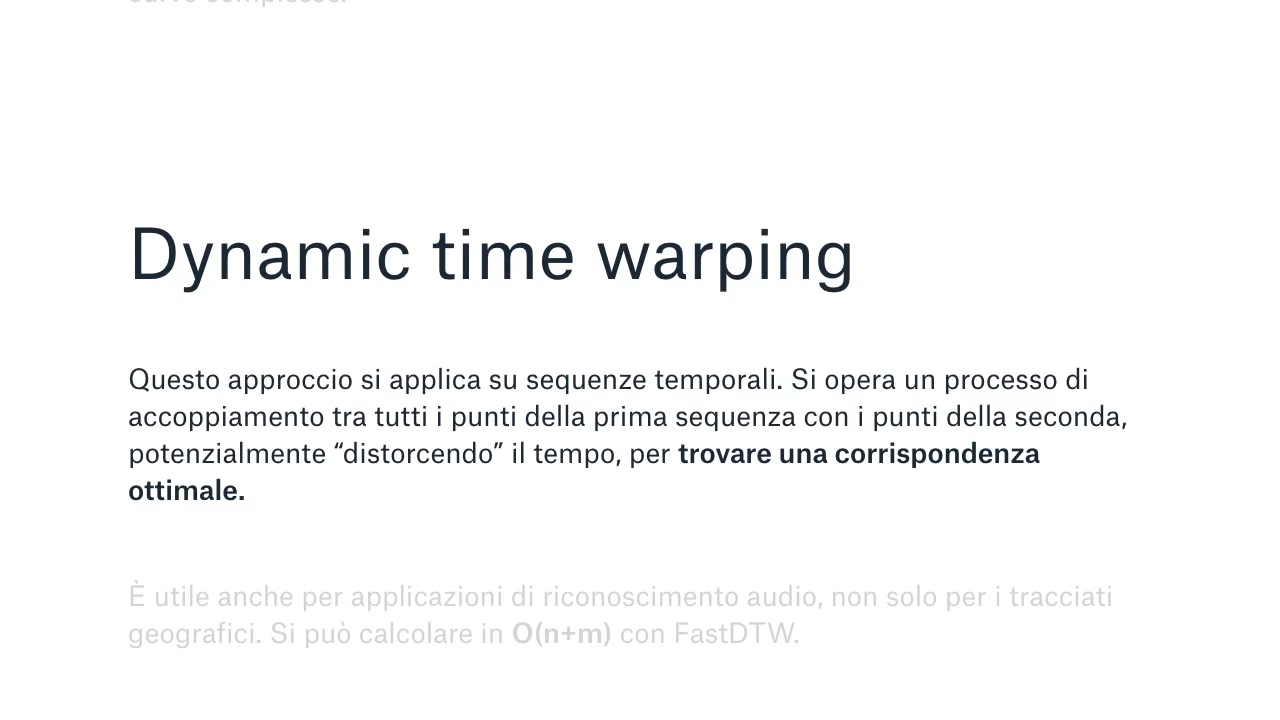 Dynamic time warping
Questo approccio si applica su sequenze temporali. Si opera un processo di
accoppiamento tra tutti i punti della prima sequenza con i punti della seconda,
potenzialmente “distorcendo” il tempo, per trovare una corrispondenza
ottimale.
È utile anche per applicazioni di riconoscimento audio, non solo per i tracciati
geografici. Si può calcolare in O(n+m) con FastDTW.